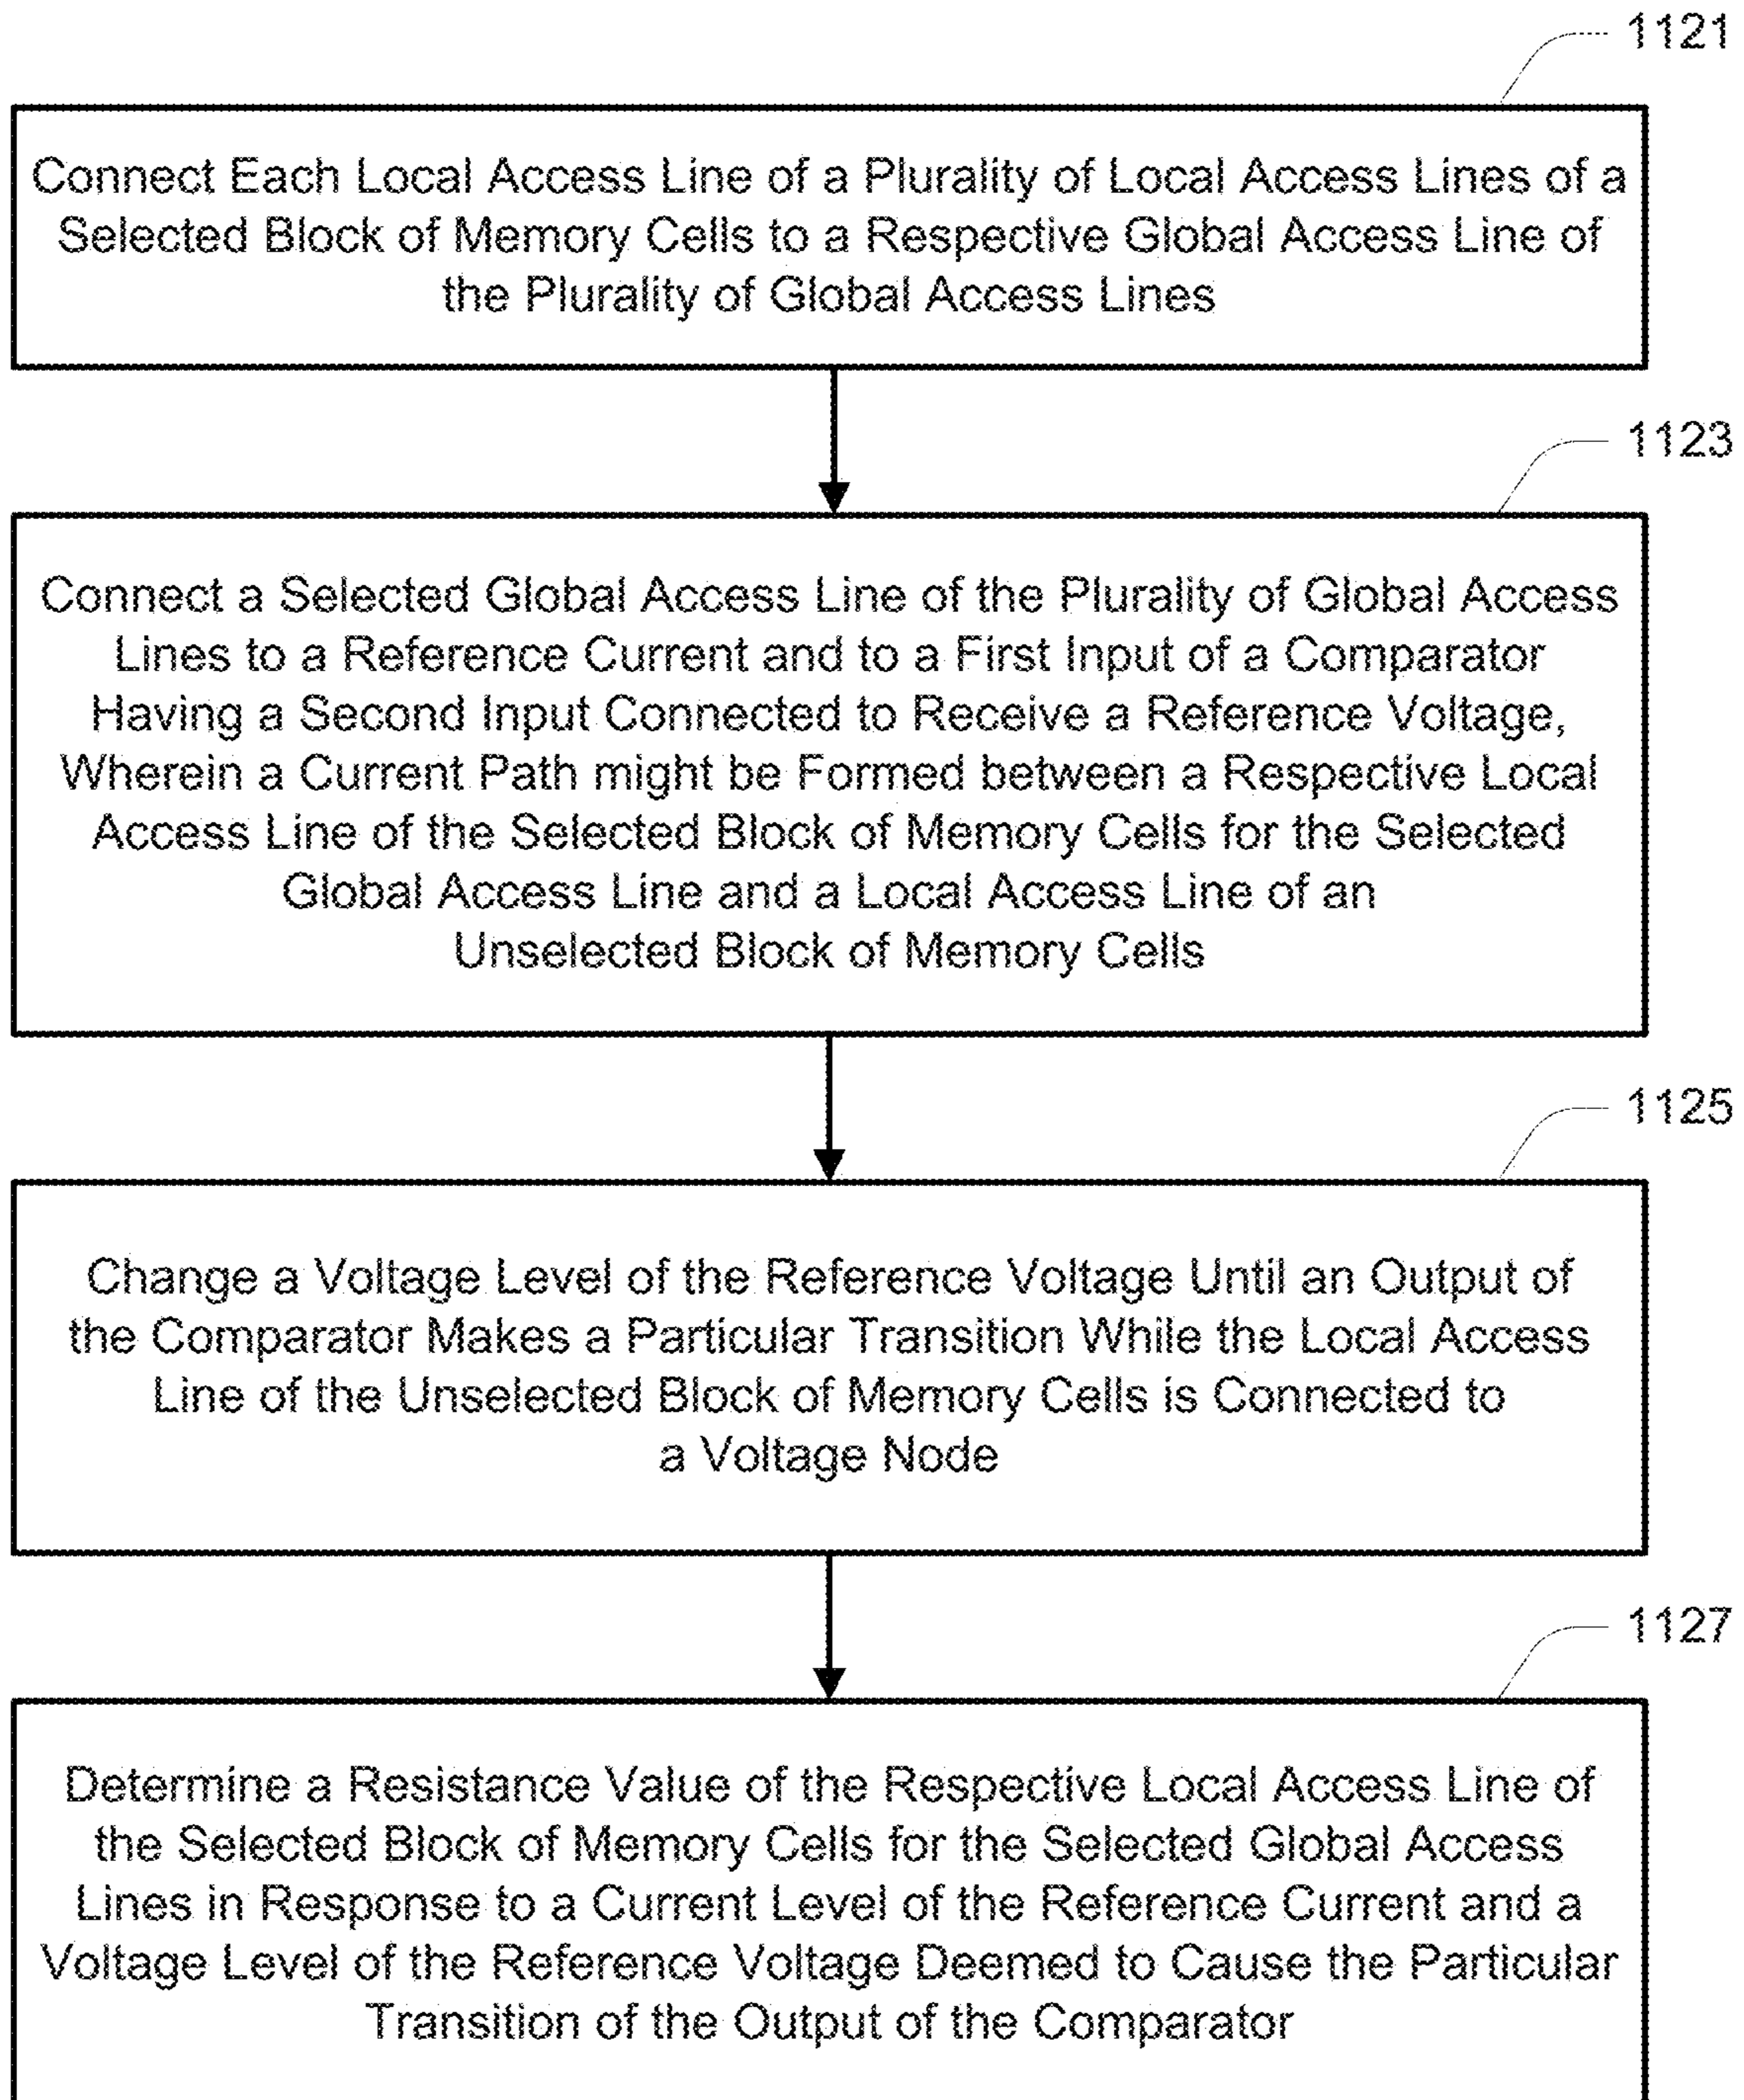 1121
Connect Each Local Access Line of a Plurality of Local Access Lines of a
Selected Block of Memory Cells to a Respective Global Access Line of
the Plurality of Global Access Lines
1123
Connect a Selected Global Access Line of the Plurality of Global Access
Lines to a Reference Current and to a First Input of a Comparator
Having a Second Input Connected to Receive a Reference Voltage,
Wherein a Current Path might be Formed between a Respective Local
Access Line of the Selected Block of Memory Cells for the Selected
Global Access Line and a Local Access Line of an
Unselected Block of Memory Cells
1125
Change a Voltage Level of the Reference Voltage Until an Output of
the Comparator Makes a Particular Transition While the Local Access
Line of the Unselected Block of Memory Cells is Connected to
a Voltage Node
1127
Determine a Resistance Value of the Respective Local Access Line of
the Selected Block of Memory Cells for the Selected Global Access
Lines in Response to a Current Level of the Reference Current and a
Voltage Level of the Reference Voltage Deemed to Cause the Particular
Transition of the Output of the Comparator